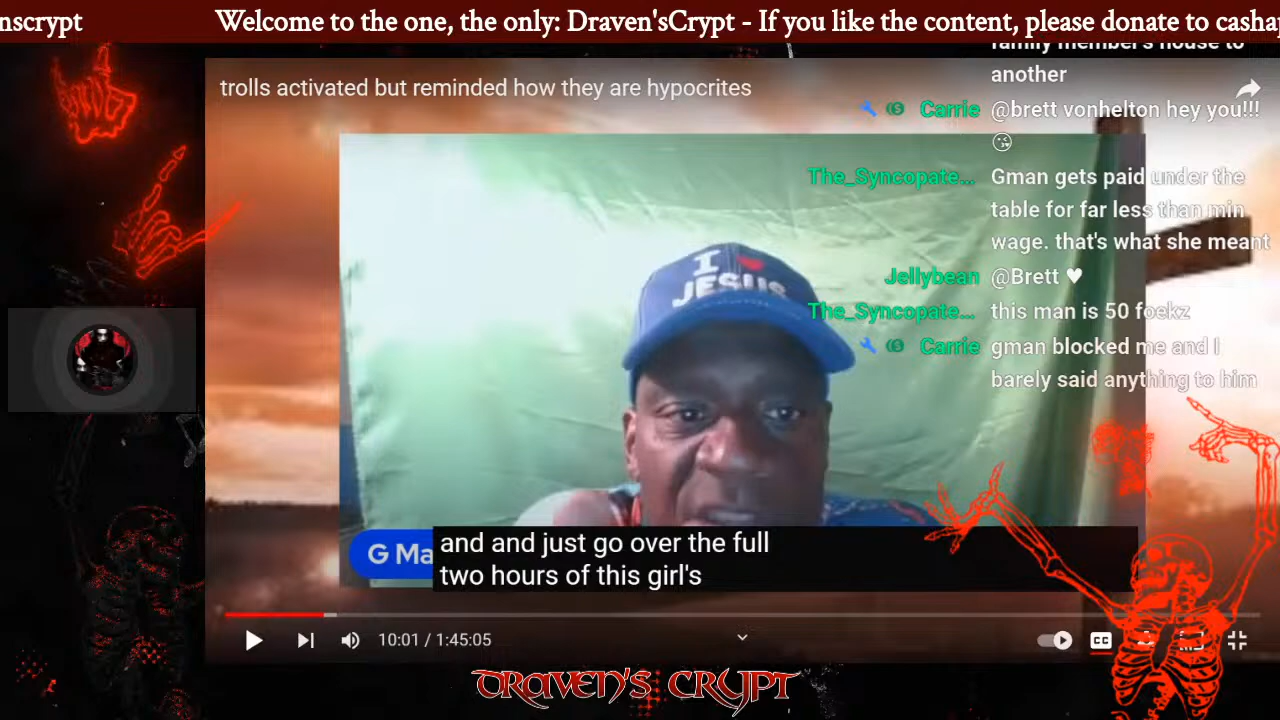 nscrypt Welcome to the one, the only: Draven'sCrypt - If you like the content, please donate to casha
family member's house to
another
trolls activated but reminded how they are hypocrites
Carrie @brett vonhelton hey you!!!
😘
The_Syncopate... Gman gets paid under the
table for far less than min
wage. that's what she meant
Jellybean @Brett ♥
The_Syncopate... this man is 50 foekz
Carrie gman blocked me and I
barely said anything to him
I ❤ JESUS
G Ma
and and just go over the full
two hours of this girl's
10:01 / 1:45:05
CC
DRAVEN'S CRYPT